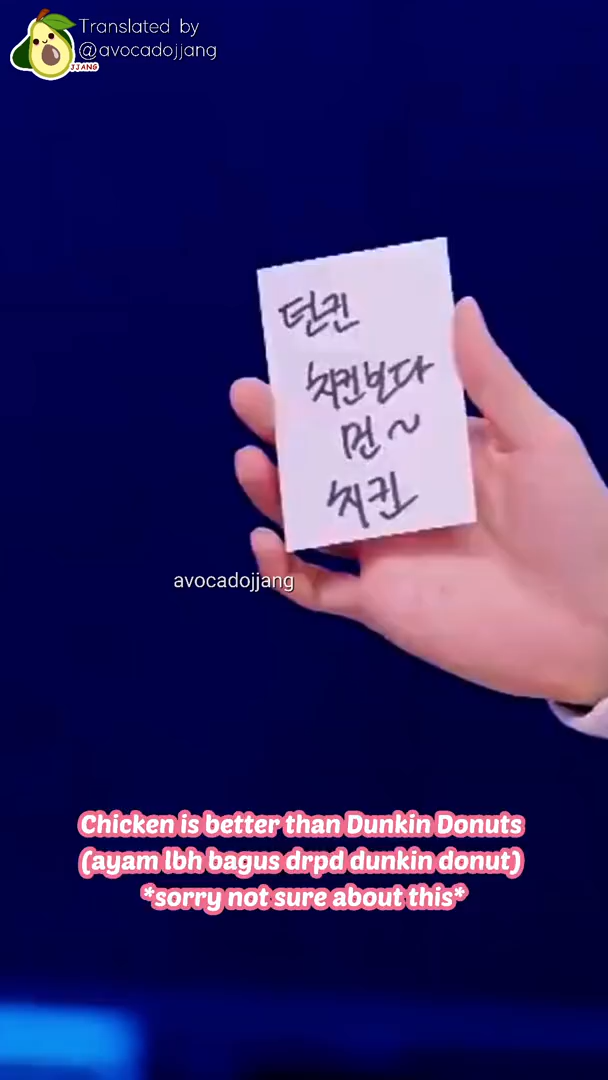 Translated by
@avocadojjang
JJANG
던킨
치킨보다
먼~
치킨
avocadojjang
Chicken is better than Dunkin Donuts
(ayam lbh bagus drpd dunkin donut)
*sorry not sure about this*